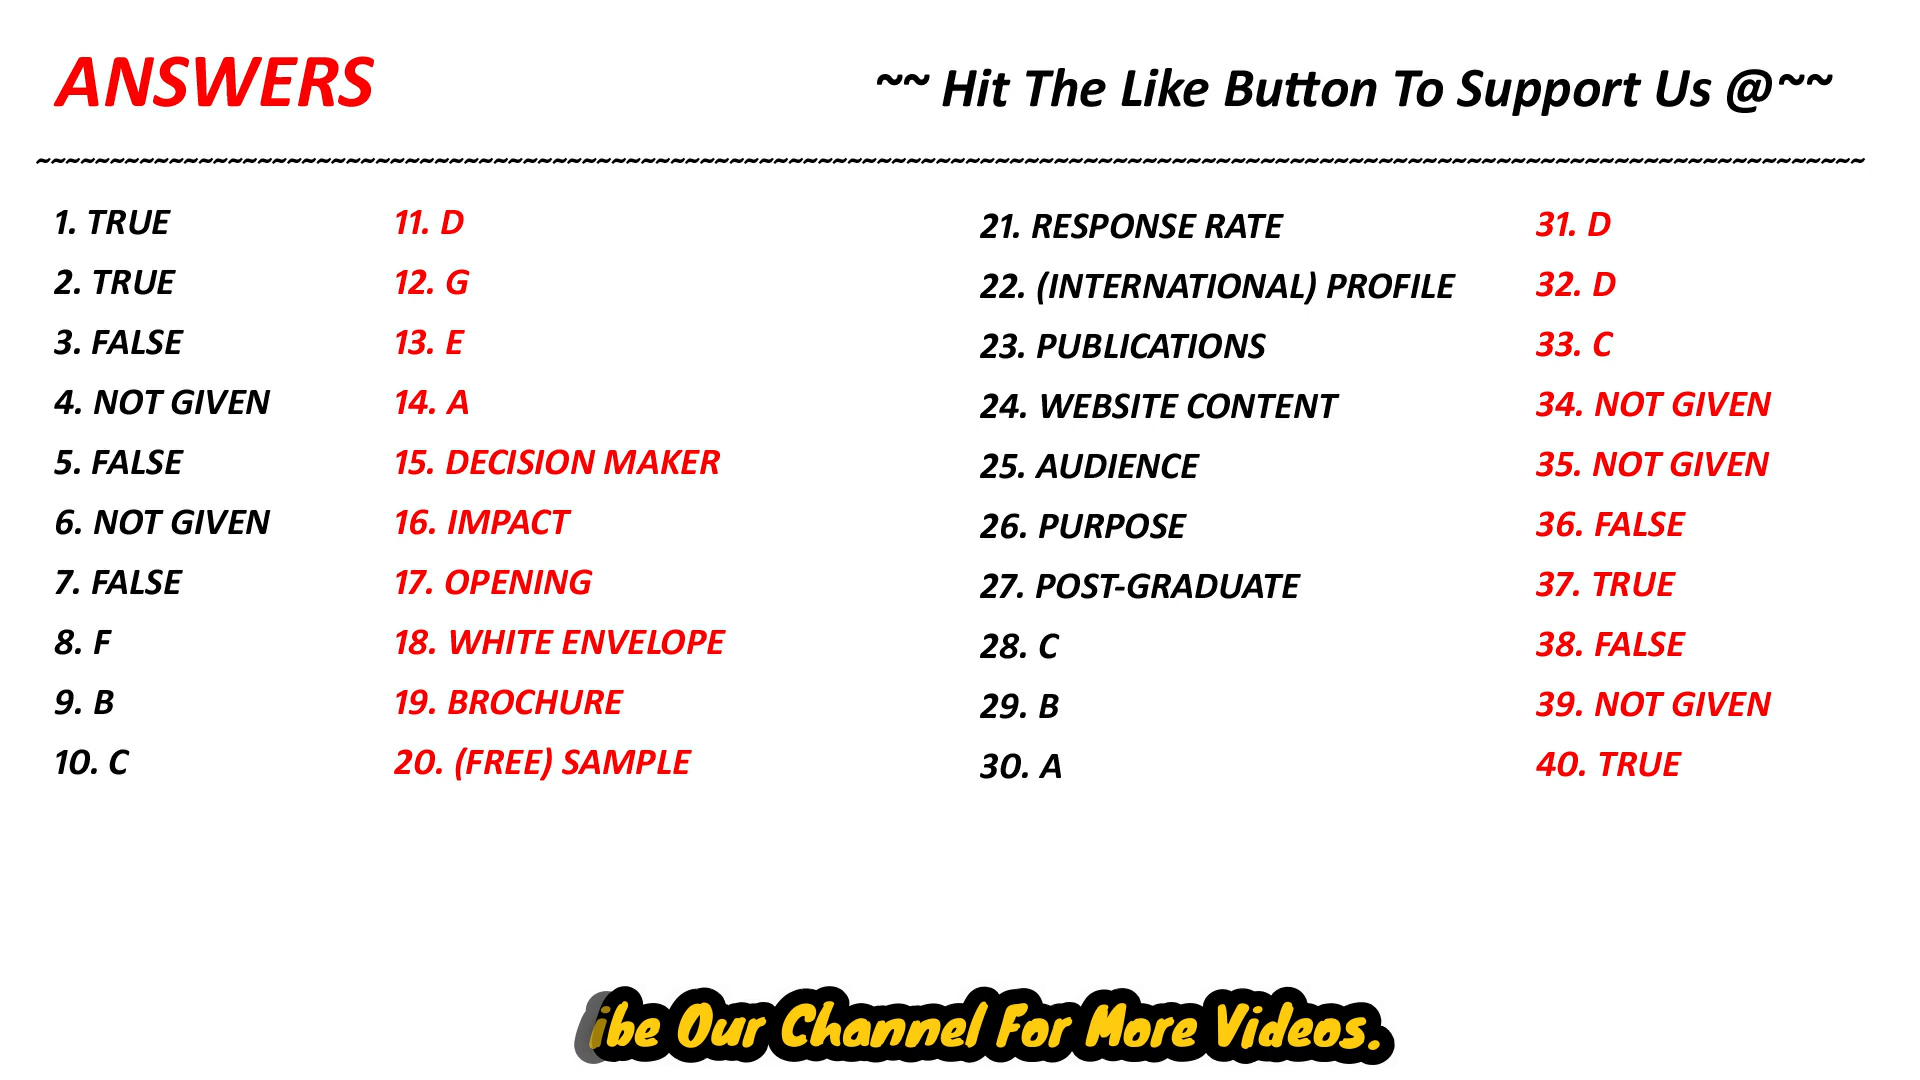 ANSWERS
~~ Hit The Like Button To Support Us @~~
1. TRUE
2. TRUE
3. FALSE
4. NOT GIVEN
5. FALSE
6. NOT GIVEN
7. FALSE
8. F
9. B
10. C
11. D
12. G
13. E
14. A
15. DECISION MAKER
16. IMPACT
17. OPENING
18. WHITE ENVELOPE
19. BROCHURE
20. (FREE) SAMPLE
21. RESPONSE RATE
22. (INTERNATIONAL) PROFILE
23. PUBLICATIONS
24. WEBSITE CONTENT
25. AUDIENCE
26. PURPOSE
27. POST-GRADUATE
28. C
29. B
30. A
31. D
32. D
33. C
34. NOT GIVEN
35. NOT GIVEN
36. FALSE
37. TRUE
38. FALSE
39. NOT GIVEN
40. TRUE
ibe Our Channel For More Videos.